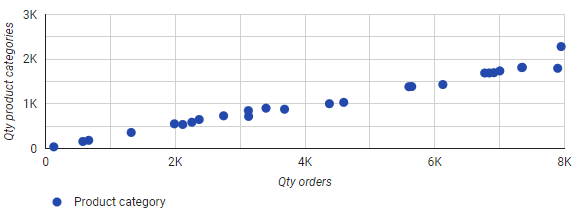 3K
2K
1K
0
Qty product categories
0 2K 4K 6K 8K
Qty orders
Product category